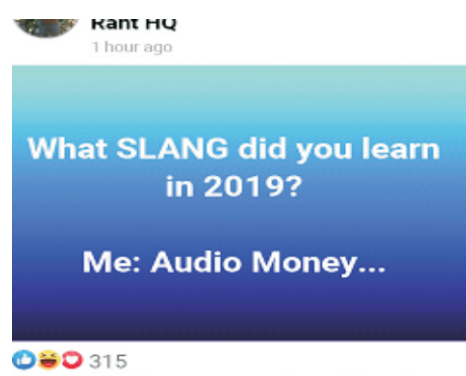 Rant HQ
1 hour ago
What SLANG did you learn
in 2019?
Me: Audio Money...
315